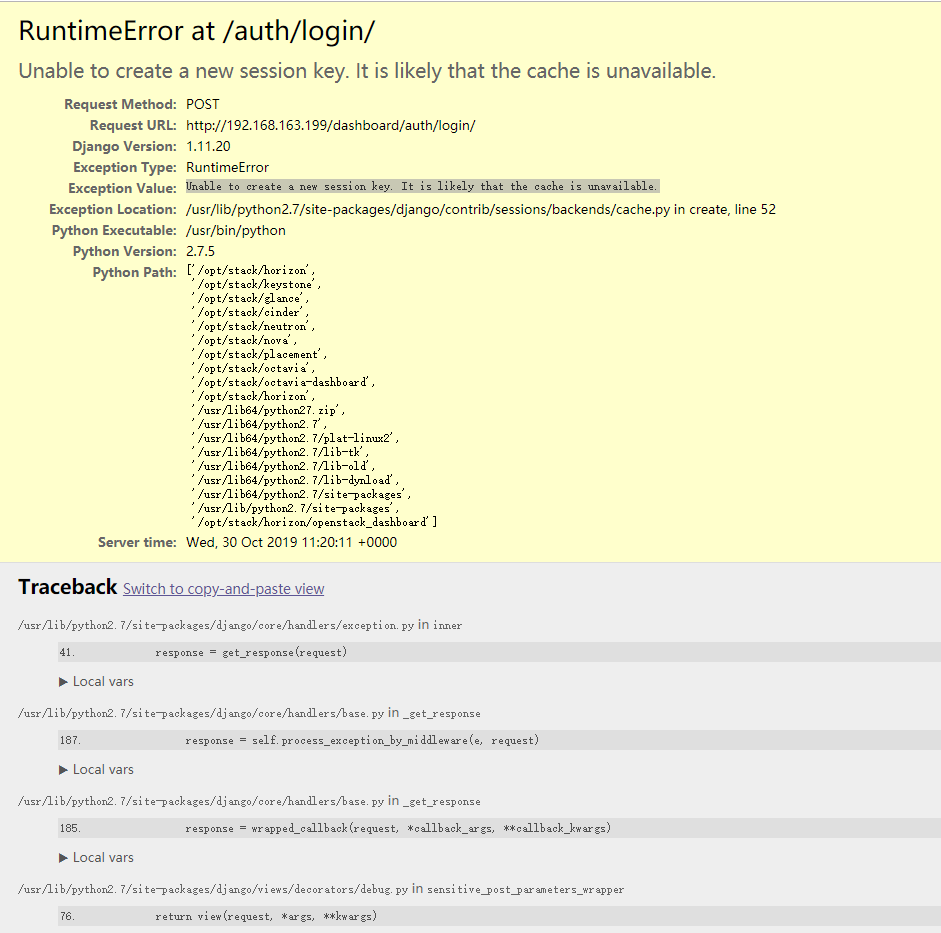 RuntimeError at /auth/login/
Unable to create a new session key. It is likely that the cache is unavailable.
Request Method: POST
Request URL: http://192.168.163.199/dashboard/auth/login/
Django Version: 1.11.20
Exception Type: RuntimeError
Exception Value: Unable to create a new session key. It is likely that the cache is unavailable.
Exception Location: /usr/lib/python2.7/site-packages/django/contrib/sessions/backends/cache.py in create, line 52
Python Executable: /usr/bin/python
Python Version: 2.7.5
Python Path: ['/opt/stack/horizon',
'/opt/stack/keystone',
'/opt/stack/glance',
'/opt/stack/cinder',
'/opt/stack/neutron',
'/opt/stack/nova',
'/opt/stack/placement',
'/opt/stack/octavia',
'/opt/stack/octavia-dashboard',
'/opt/stack/horizon',
'/usr/lib64/python27.zip',
'/usr/lib64/python2.7',
'/usr/lib64/python2.7/plat-linux2',
'/usr/lib64/python2.7/lib-tk',
'/usr/lib64/python2.7/lib-old',
'/usr/lib64/python2.7/lib-dynload',
'/usr/lib64/python2.7/site-packages',
'/usr/lib/python2.7/site-packages',
'/opt/stack/horizon/openstack_dashboard']
Server time: Wed, 30 Oct 2019 11:20:11 +0000
Traceback Switch to copy-and-paste view
/usr/lib/python2.7/site-packages/django/core/handlers/exception.py in inner
41. response = get_response(request)
▶ Local vars
/usr/lib/python2.7/site-packages/django/core/handlers/base.py in _get_response
187. response = self.process_exception_by_middleware(e, request)
▶ Local vars
/usr/lib/python2.7/site-packages/django/core/handlers/base.py in _get_response
185. response = wrapped_callback(request, *callback_args, **callback_kwargs)
▶ Local vars
/usr/lib/python2.7/site-packages/django/views/decorators/debug.py in sensitive_post_parameters_wrapper
76. return view(request, *args, **kwargs)